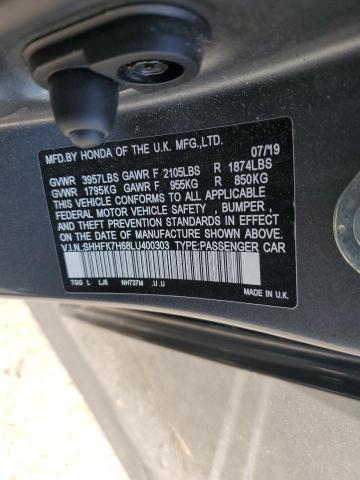 MFD.BY HONDA OF THE U.K. MFG.,LTD.
07/19
GVWR 3957LBS GAWR F 2105LBS R 1874LBS
GVWR 1795KG GAWR F 955KG R 850KG
THIS VEHICLE CONFORMS TO ALL APPLICABLE
FEDERAL MOTOR VEHICLE SAFETY , BUMPER ,
AND THEFT PREVENTION STANDARDS IN EFFECT
ON THE DATE OF MANUFACTURE SHOWN ABOVE.
V.I.N:SHHFK7H68LU400303 TYPE:PASSENGER CAR
TGG L LJ5 NH737M .U .U
MADE IN U.K.